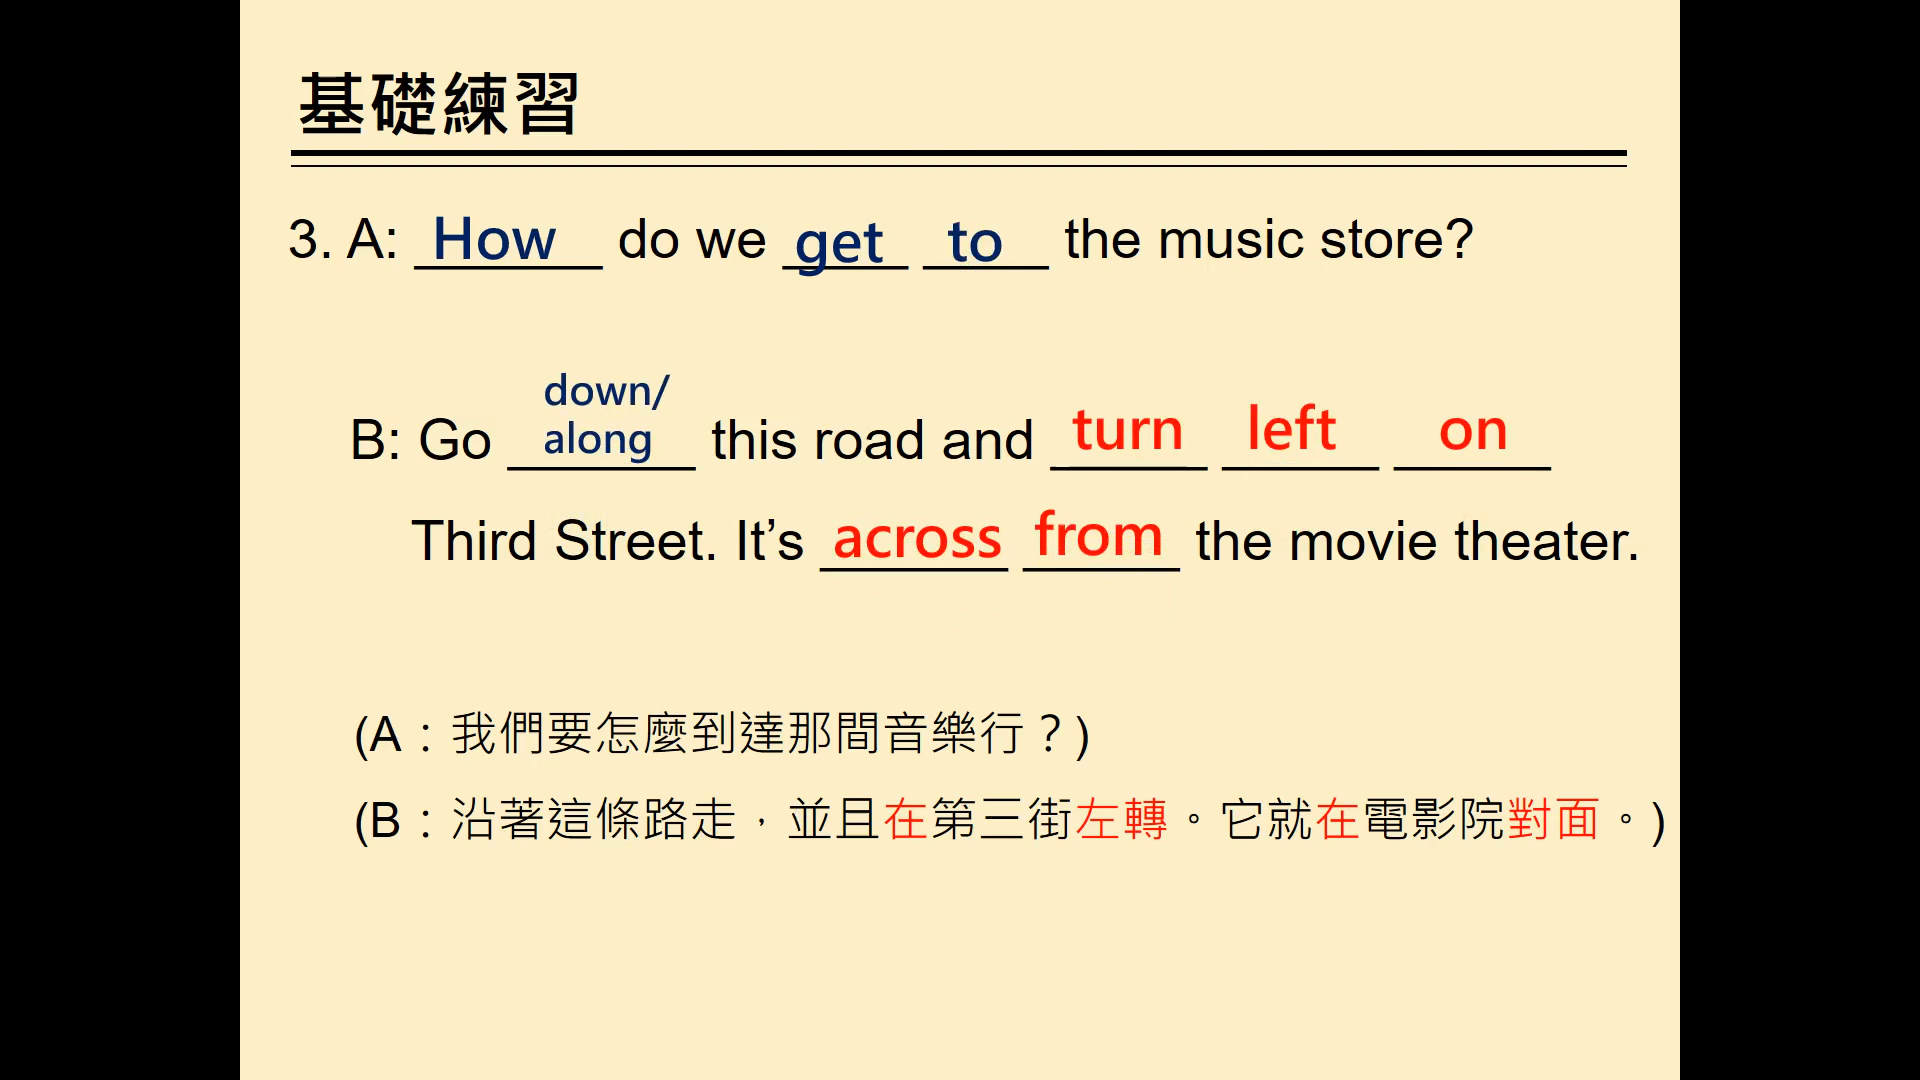 基礎練習
3. A: How do we get to the music store?
down/
B: Go along this road and turn left on
Third Street. It’s across from the movie theater.
(A：我們要怎麼到達那間音樂行？)
(B：沿著這條路走，並且在第三街左轉。它就在電影院對面。)